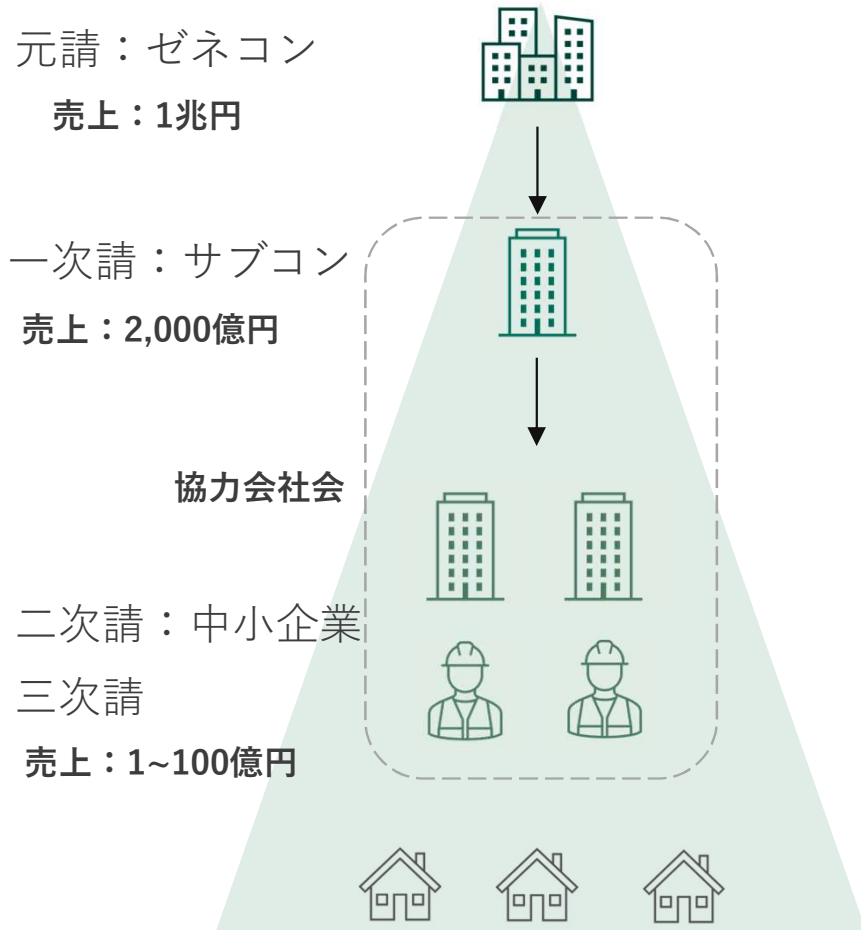 元請：ゼネコン
売上：1兆円
一次請：サブコン
売上：2,000億円
協力会社会
二次請：中小企業
三次請
売上：1~100億円